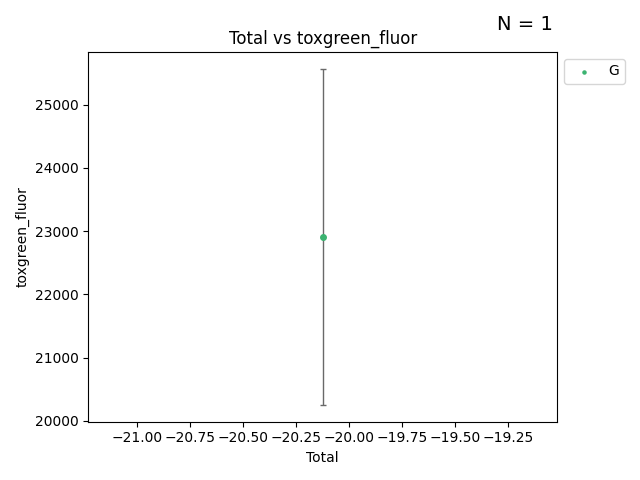 N = 1
Total vs toxgreen_fluor
G
25000
24000
23000
22000
21000
20000
toxgreen_fluor
−21.00 −20.75 −20.50 −20.25 −20.00 −19.75 −19.50 −19.25
Total